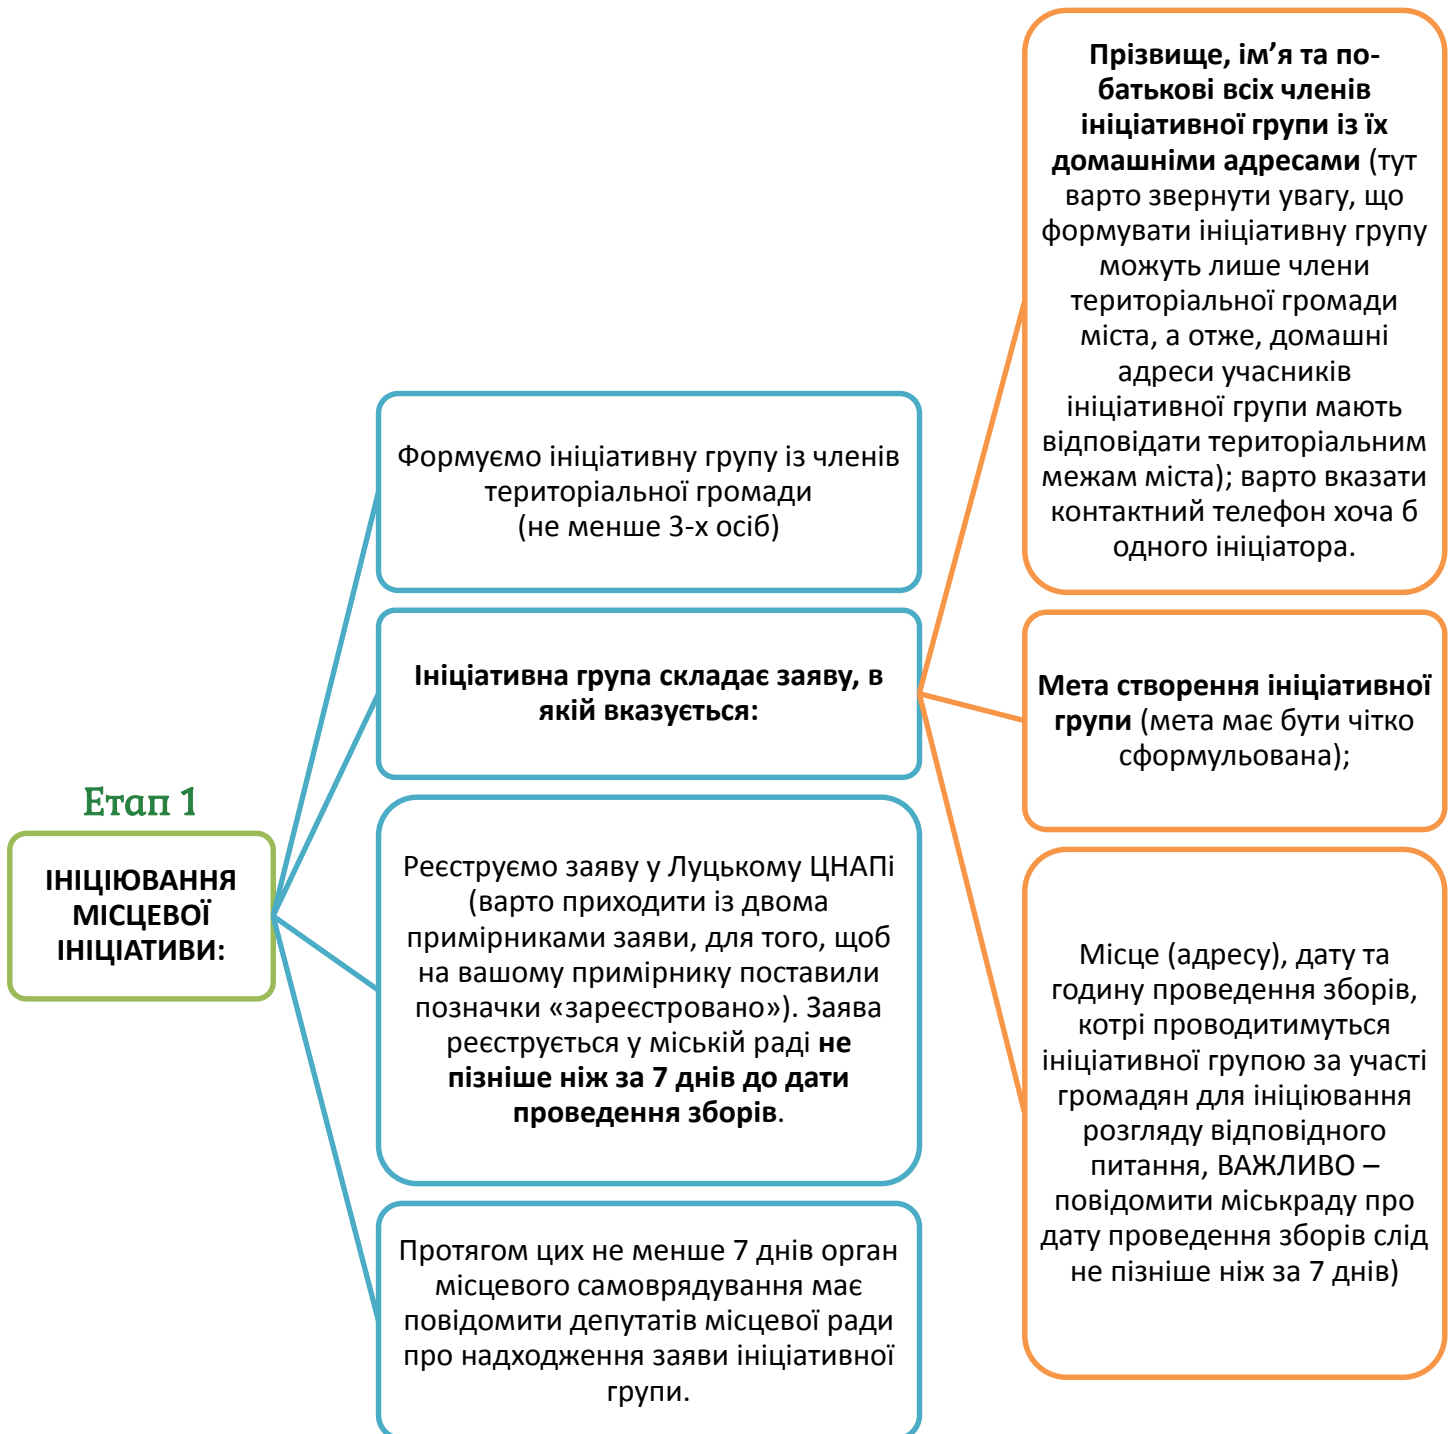 Етап 1
ІНІЦІЮВАННЯ
МІСЦЕВОЇ
ІНІЦІАТИВИ:
Формуємо ініціативну групу із членів
територіальної громади
(не менше 3-х осіб)
Ініціативна група складає заяву, в
якій вказується:
Реєструємо заяву у Луцькому ЦНАПі
(варто приходити із двома
примірниками заяви, для того, щоб
на вашому примірнику поставили
позначки «зареєстровано»). Заява
реєструється у міській раді не
пізніше ніж за 7 днів до дати
проведення зборів.
Протягом цих не менше 7 днів орган
місцевого самоврядування має
повідомити депутатів місцевої ради
про надходження заяви ініціативної
групи.
Прізвище, ім’я та по-
батькові всіх членів
ініціативної групи із їх
домашніми адресами (тут
варто звернути увагу, що
формувати ініціативну групу
можуть лише члени
територіальної громади
міста, а отже, домашні
адреси учасників
ініціативної групи мають
відповідати територіальним
межам міста); варто вказати
контактний телефон хоча б
одного ініціатора.
Мета створення ініціативної
групи (мета має бути чітко
сформульована);
Місце (адресу), дату та
годину проведення зборів,
котрі проводитимуться
ініціативної групою за участі
громадян для ініціювання
розгляду відповідного
питання, ВАЖЛИВО –
повідомити міськраду про
дату проведення зборів слід
не пізніше ніж за 7 днів)